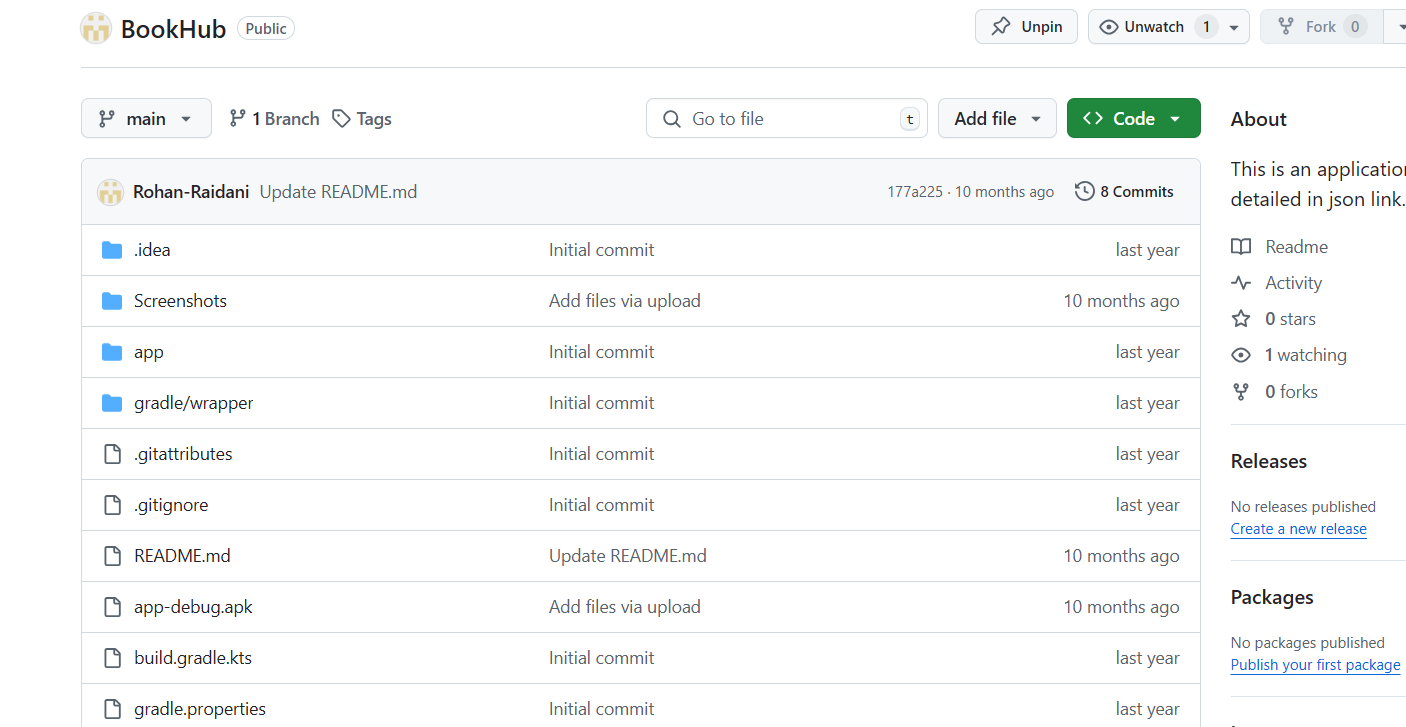 BookHub Public Unpin Unwatch 1 Fork 0
main 1 Branch Tags Go to file t Add file Code
Rohan-Raidani Update README.md 177a225 · 10 months ago 8 Commits
.idea Initial commit last year
Screenshots Add files via upload 10 months ago
app Initial commit last year
gradle/wrapper Initial commit last year
.gitattributes Initial commit last year
.gitignore Initial commit last year
README.md Update README.md 10 months ago
app-debug.apk Add files via upload 10 months ago
build.gradle.kts Initial commit last year
gradle.properties Initial commit last year
About
This is an application
detailed in json link.
Readme
Activity
0 stars
1 watching
0 forks
Releases
No releases published
Create a new release
Packages
No packages published
Publish your first package